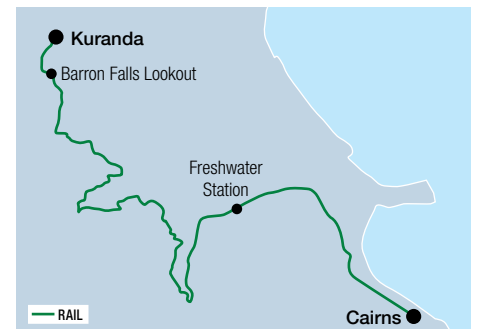 Kuranda
Barron Falls Lookout
Freshwater
Station
Cairns
RAIL